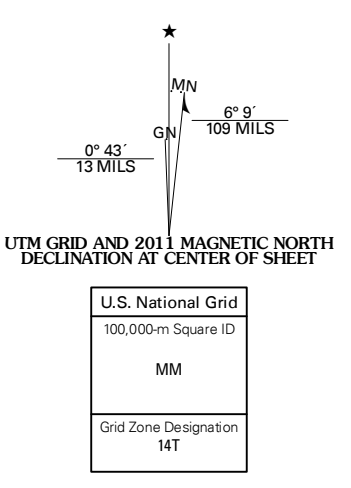 ★
MN
GN
6° 9´
109 MILS
0° 43´
13 MILS
UTM GRID AND 2011 MAGNETIC NORTH
DECLINATION AT CENTER OF SHEET
U.S. National Grid
100,000-m Square ID
MM
Grid Zone Designation
14T